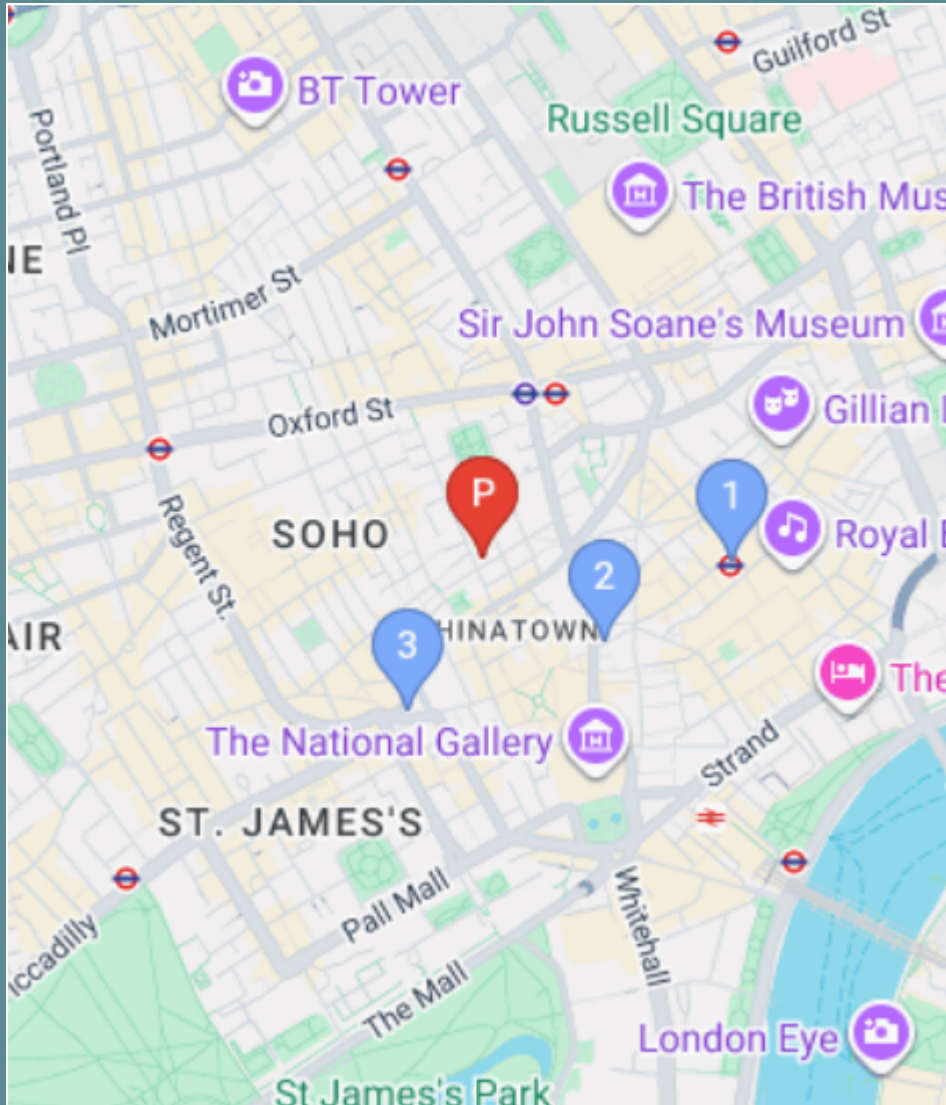 Guilford St
BT Tower
Portland Pl
Russell Square
The British Mus
NE
Mortimer St
Sir John Soane's Museum
Gillian
Oxford St
P
1
Regent St.
SOHO
Royal
2
HINATOWN
AIR
3
The
The National Gallery
Strand
ST. JAMES'S
Pall Mall
Whitehall
iccadilly
The Mall
London Eye
St James's Park